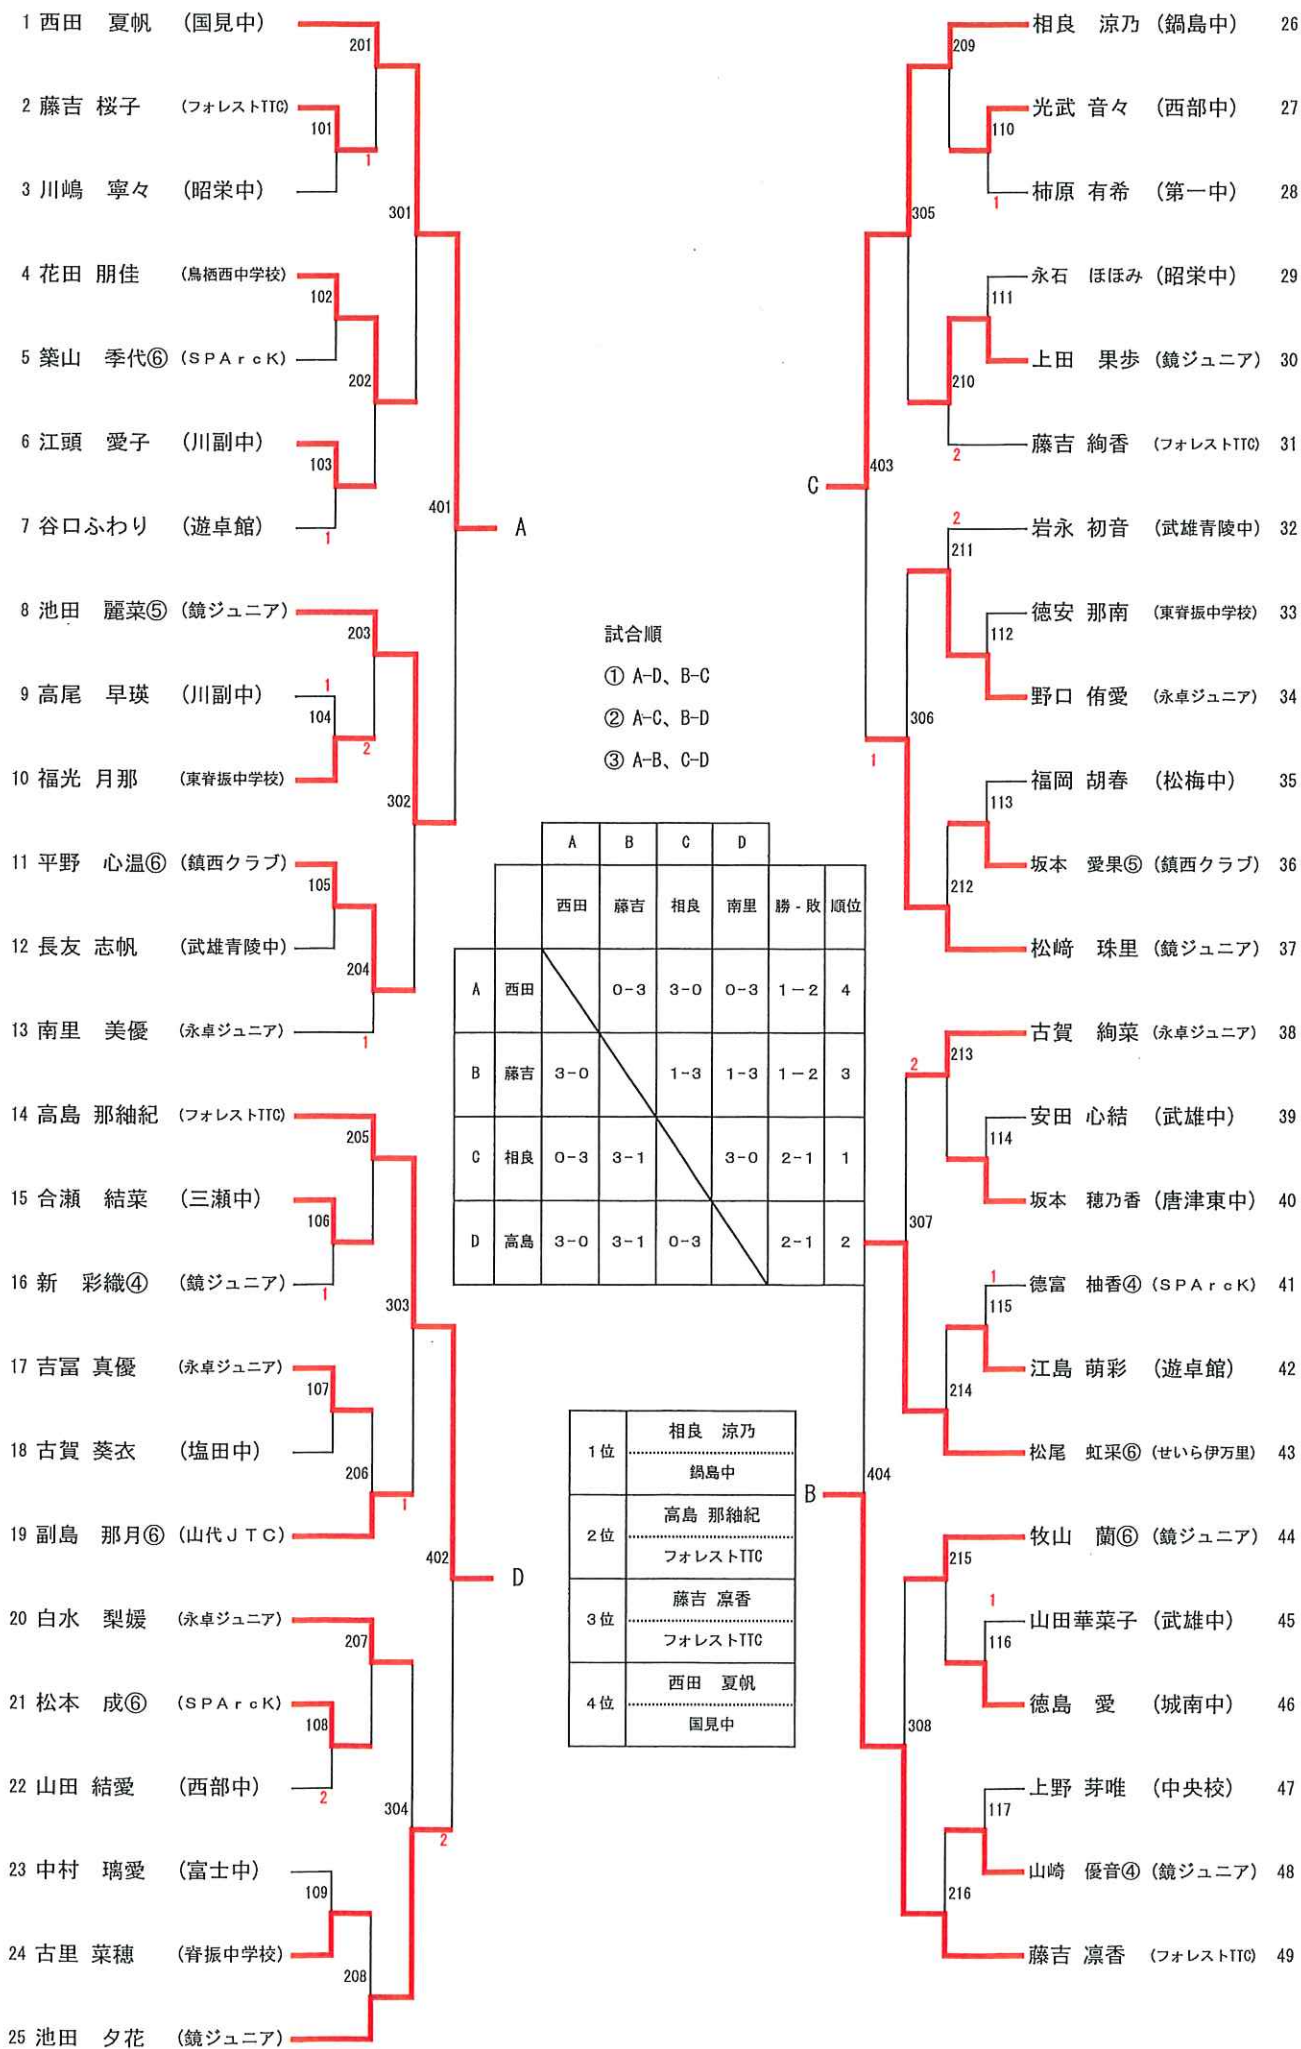 1 西田　夏帆　(国見中)
201
2 藤吉 桜子　(フォレストTTC)
101
1
3 川嶋　寧々　(昭栄中)
301
4 花田 朋佳　(鳥栖西中学校)
102
5 築山　季代⑥ (ＳＰＡｒｃＫ)
202
6 江頭　愛子　(川副中)
103
7 谷口ふわり　(遊卓館)
1
401
A
8 池田　麗菜⑤ (鏡ジュニア)
203
9 高尾　早瑛　(川副中)
1
104
2
10 福光 月那　(東脊振中学校)
302
11 平野　心温⑥ (鎮西クラブ)
105
12 長友 志帆　(武雄青陵中)
204
13 南里　美優　(永卓ジュニア)
1
14 高島 那紬紀　(フォレストTTC)
205
15 合瀬　結菜　(三瀬中)
106
16 新　彩織④　(鏡ジュニア)
1
303
17 吉冨 真優　(永卓ジュニア)
107
18 古賀 葵衣　(塩田中)
206
1
19 副島　那月⑥ (山代ＪＴＣ)
402
D
20 白水　梨媛　(永卓ジュニア)
207
21 松本　成⑥　(ＳＰＡｒｃＫ)
108
22 山田 結愛　(西部中)
2
304
2
23 中村　璃愛　(富士中)
109
24 古里 菜穂　(脊振中学校)
208
25 池田　夕花　(鏡ジュニア)
試合順
① A-D、B-C
② A-C、B-D
③ A-B、C-D
A B C D
西田 藤吉 相良 南里 勝-敗 順位
A 西田 0-3 3-0 0-3 1-2 4
B 藤吉 3-0 1-3 1-3 1-2 3
C 相良 0-3 3-1 3-0 2-1 1
D 高島 3-0 3-1 0-3 2-1 2
1位 相良　涼乃
鍋島中
2位 高島 那紬紀
フォレストTTC
3位 藤吉 凛香
フォレストTTC
4位 西田　夏帆
国見中
相良　涼乃 (鍋島中) 26
209
光武 音々　(西部中) 27
110
柿原 有希　(第一中) 28
1
305
永石　ほほみ (昭栄中) 29
111
上田　果歩 (鏡ジュニア) 30
210
藤吉 絢香　(フォレストTTC) 31
2
403
C
2
岩永 初音　(武雄青陵中) 32
211
徳安 那南　(東脊振中学校) 33
112
野口 侑愛　(永卓ジュニア) 34
306
1
福岡 胡春　(松梅中) 35
113
坂本　愛果⑤ (鎮西クラブ) 36
212
松﨑　珠里 (鏡ジュニア) 37
古賀　絢菜 (永卓ジュニア) 38
213
2
安田 心結　(武雄中) 39
114
坂本　穂乃香 (唐津東中) 40
307
1
徳富　柚香④ (ＳＰＡｒｃＫ) 41
115
江島 萌彩　(遊卓館) 42
214
松尾　虹采⑥ (せいら伊万里) 43
404
B
牧山　蘭⑥ (鏡ジュニア) 44
215
1
山田華菜子 (武雄中) 45
116
徳島　愛　(城南中) 46
308
上野 芽唯　(中央校) 47
117
山崎　優音④ (鏡ジュニア) 48
216
藤吉 凛香　(フォレストTTC) 49